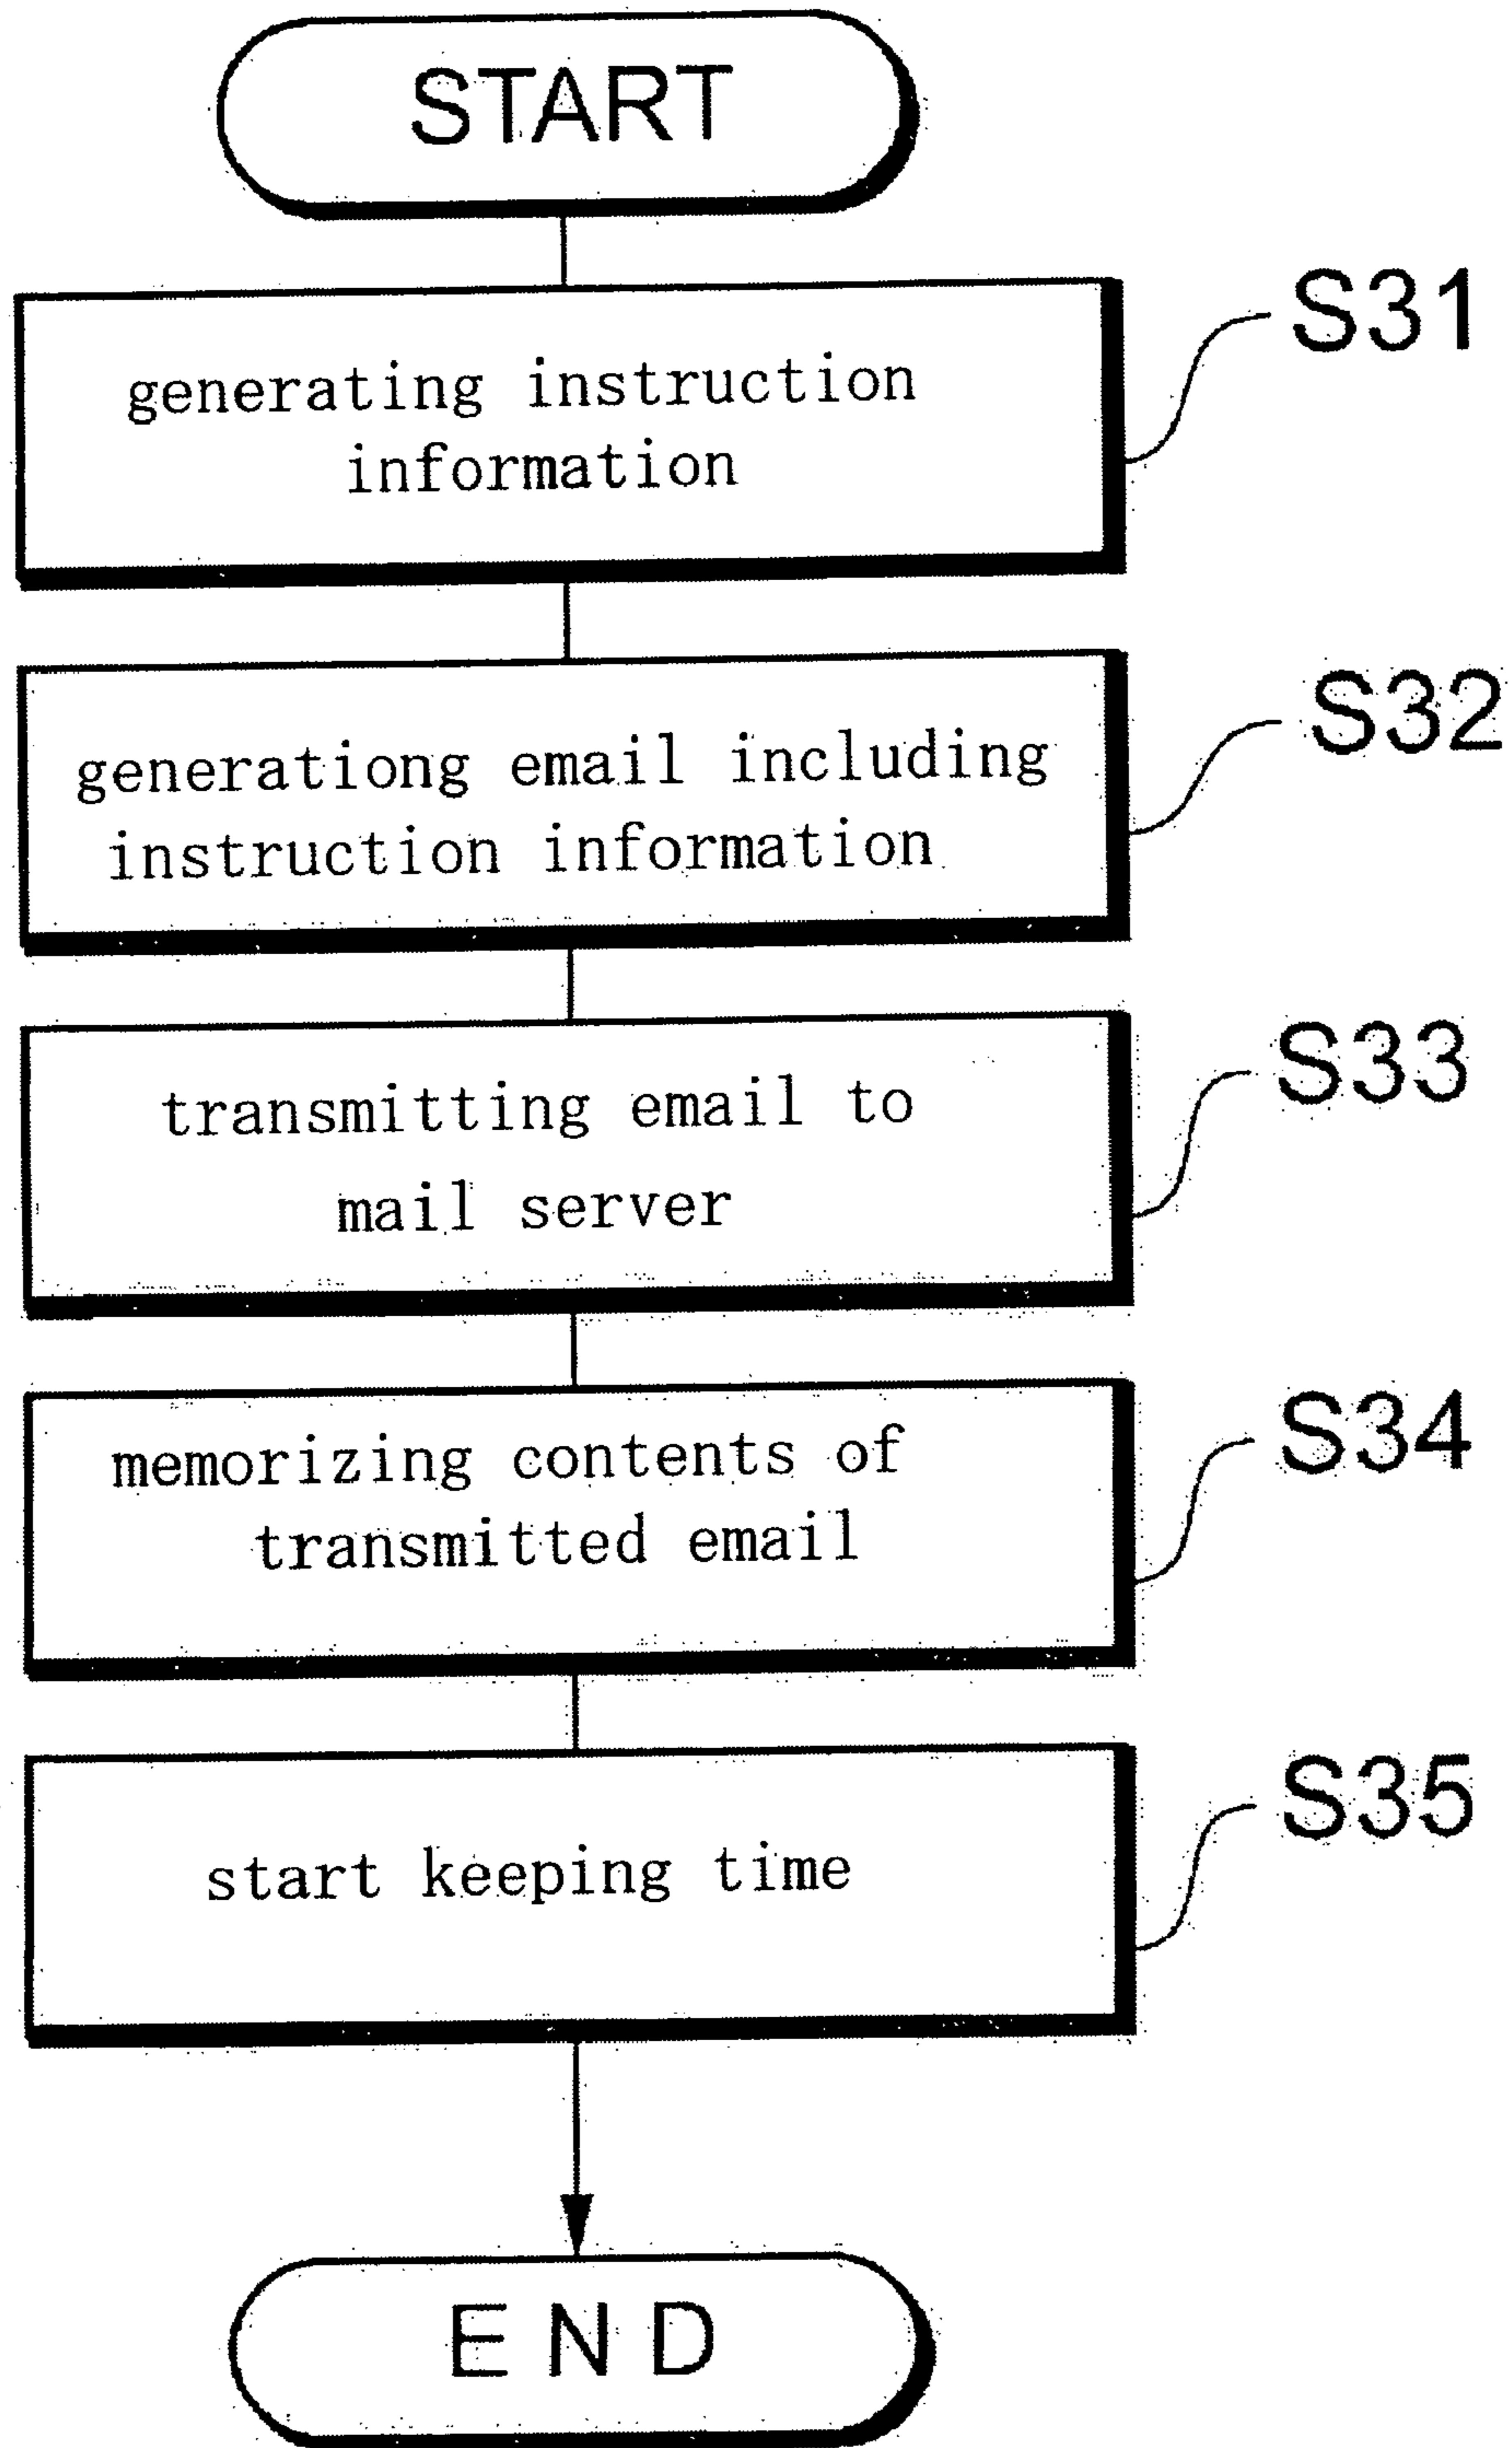 START
generating instruction
information
S31
generationg email including
instruction information
S32
transmitting email to
mail server
S33
memorizing contents of
transmitted email
S34
start keeping time
S35
END